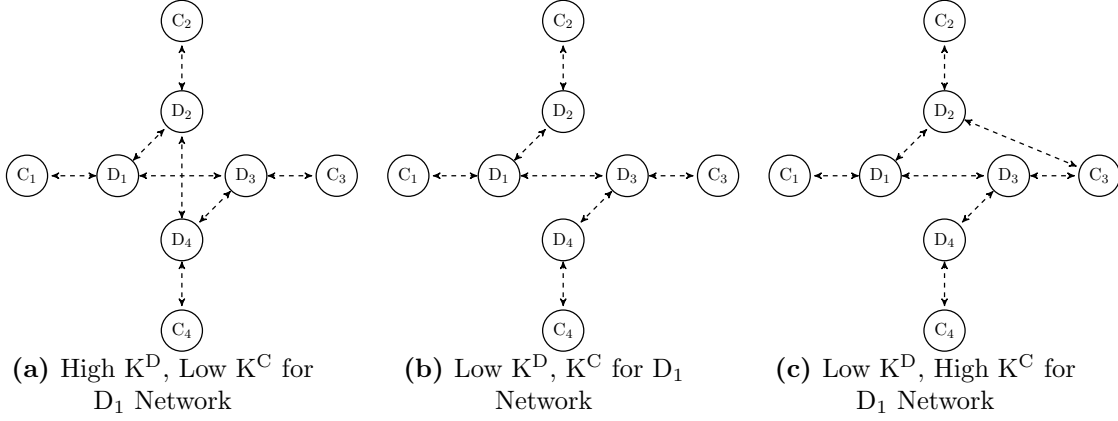 C₂ C₂ C₂
D₂ D₂ D₂
C₁ D₁ D₃ C₃ C₁ D₁ D₃ C₃ C₁ D₁ D₃ C₃
D₄ D₄ D₄
C₄ C₄ C₄
(a) High Kᴰ, Low Kᶜ for
D₁ Network
(b) Low Kᴰ, Kᶜ for D₁
Network
(c) Low Kᴰ, High Kᶜ for
D₁ Network